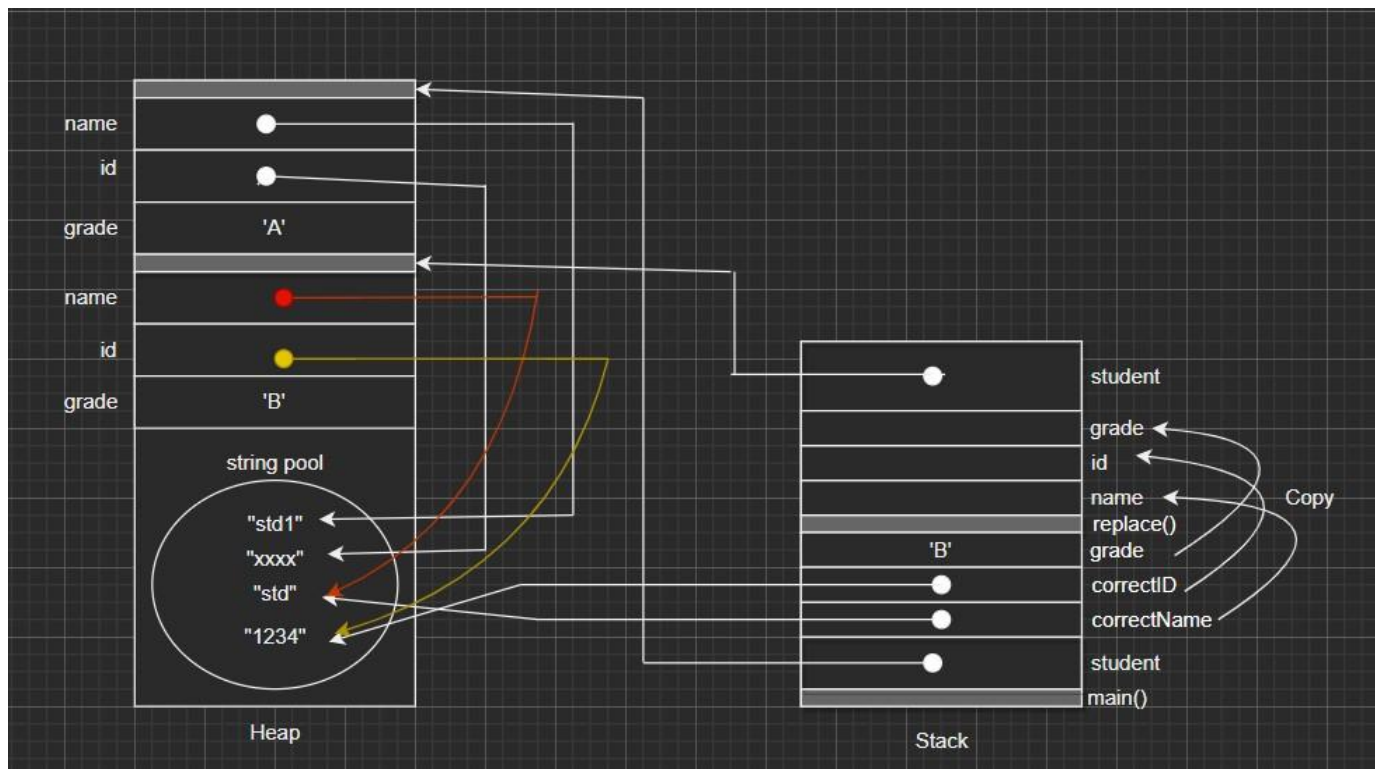 name
id
grade
'A'
name
id
grade
'B'
string pool
"std1"
"xxxx"
"std"
"1234"
Heap
student
grade
id
name
Copy
replace()
'B'
grade
correctID
correctName
student
main()
Stack